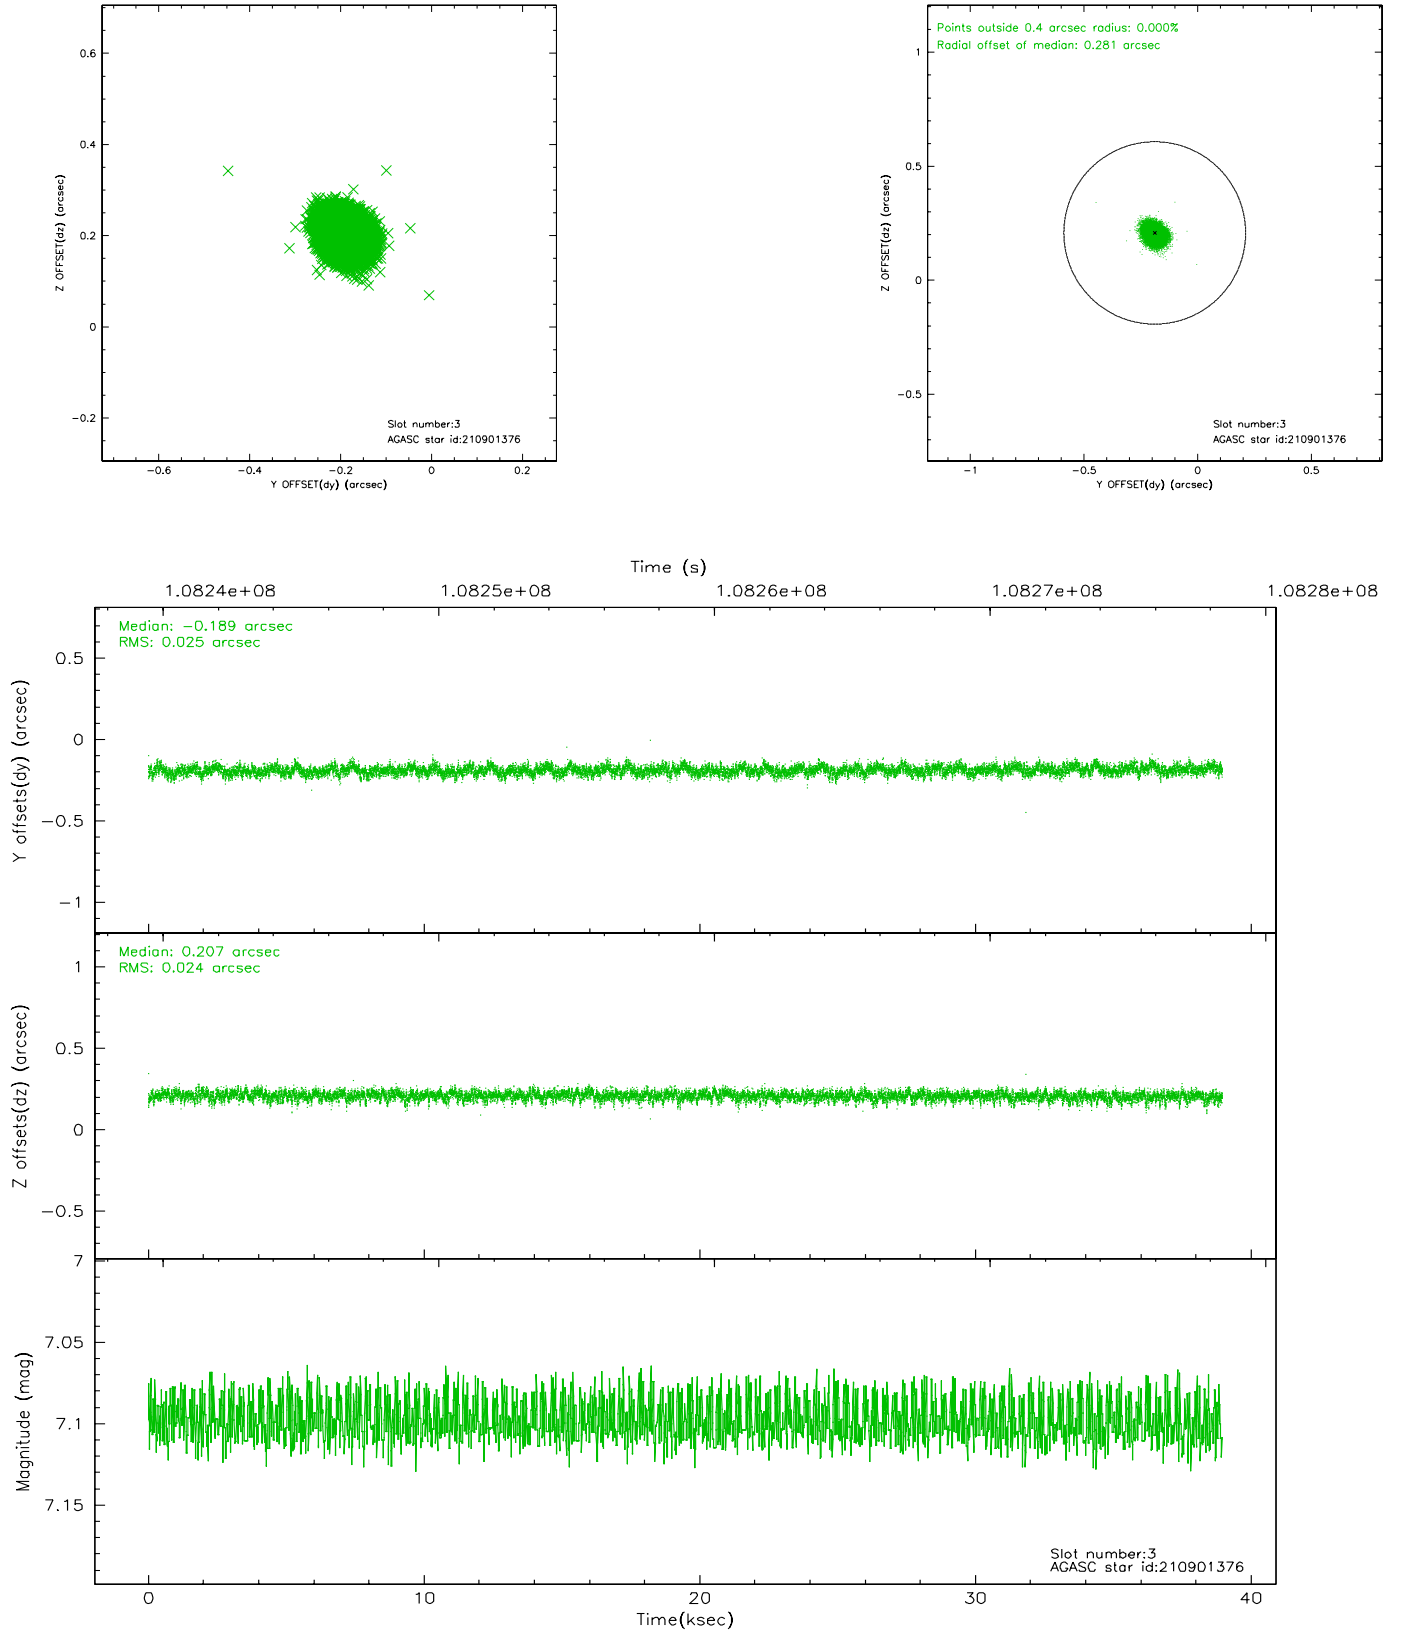 0.6
0.4
0.2
0
-0.2
Z OFFSET(dz) (arcsec)
-0.6 -0.4 -0.2 0 0.2
Y OFFSET(dy) (arcsec)
Slot number:3
AGASC star id:210901376
Points outside 0.4 arcsec radius: 0.000%
Radial offset of median: 0.281 arcsec
1
0.5
0
-0.5
Z OFFSET(dz) (arcsec)
-1 -0.5 0 0.5
Y OFFSET(dy) (arcsec)
Slot number:3
AGASC star id:210901376
Time (s)
1.0824e+08 1.0825e+08 1.0826e+08 1.0827e+08 1.0828e+08
Median: -0.189 arcsec
RMS: 0.025 arcsec
0.5
0
-0.5
-1
Y offsets(dy) (arcsec)
Median: 0.207 arcsec
RMS: 0.024 arcsec
1
0.5
0
-0.5
Z offsets(dz) (arcsec)
7
7.05
7.1
7.15
Magnitude (mag)
Slot number:3
AGASC star id:210901376
0 10 20 30 40
Time(ksec)